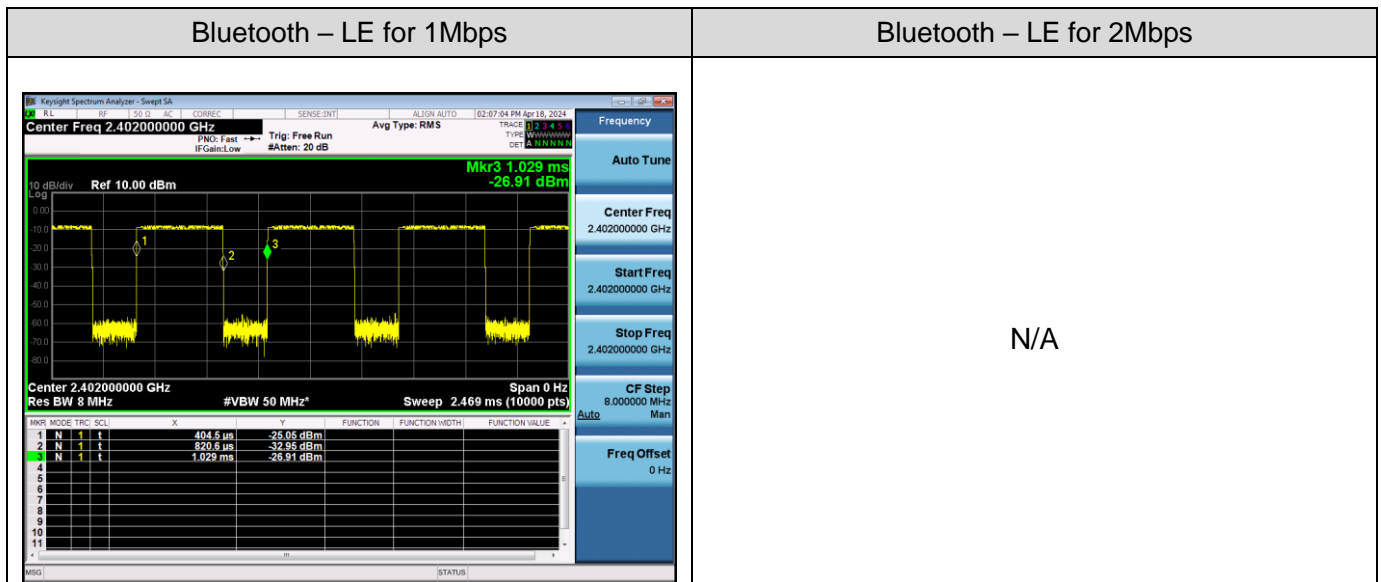 Bluetooth – LE for 1Mbps
Bluetooth – LE for 2Mbps
Keysight Spectrum Analyzer - Swept SA
RL RF 50 Ω AC CORREC SENSE:INT ALIGN AUTO 02:07:04 PM Apr 18, 2024
Center Freq 2.402000000 GHz
PNO: Fast
IFGain:Low
Trig: Free Run
#Atten: 20 dB
Avg Type: RMS
TRACE 1 2 3 4 5 6
TYPE WWWWWW
DET A N N N N N
Mkr3 1.029 ms
-26.91 dBm
10 dB/div Ref 10.00 dBm
Log
0.00
-10.0
-20.0
-30.0
-40.0
-50.0
-60.0
-70.0
-80.0
1
2
3
Center 2.402000000 GHz Span 0 Hz
Res BW 8 MHz #VBW 50 MHz* Sweep 2.469 ms (10000 pts)
MKR MODE TRC SCL X Y FUNCTION FUNCTION WIDTH FUNCTION VALUE
1 N 1 t 404.5 µs -25.05 dBm
2 N 1 t 820.6 µs -32.95 dBm
3 N 1 t 1.029 ms -26.91 dBm
4
5
6
7
8
9
10
11
MSG STATUS
Frequency
Auto Tune
Center Freq
2.402000000 GHz
Start Freq
2.402000000 GHz
Stop Freq
2.402000000 GHz
CF Step
8.000000 MHz
Auto Man
Freq Offset
0 Hz
N/A